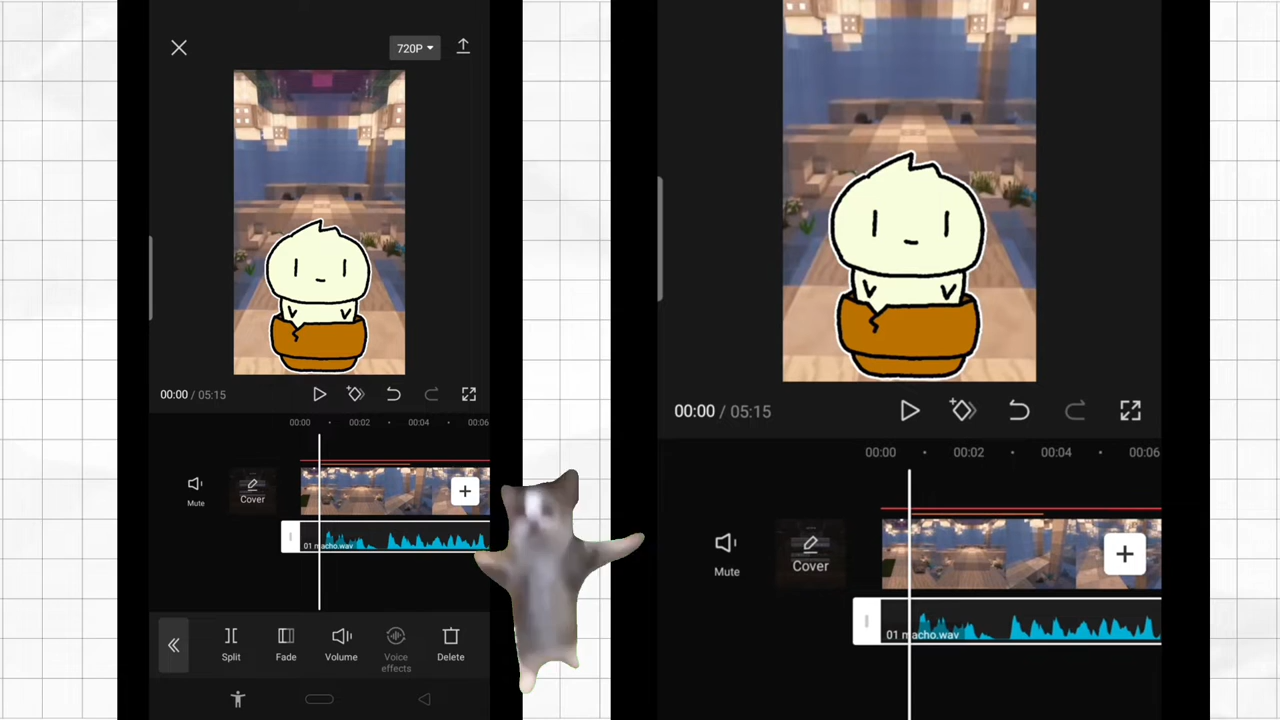 720P
00:00 / 05:15
00:00
00:02
00:04
00:06
Mute
Cover
01 macho.wav
Split
Fade
Volume
Voice
effects
Delete
00:00 / 05:15
00:00
00:02
00:04
00:06
Mute
Cover
01 macho.wav